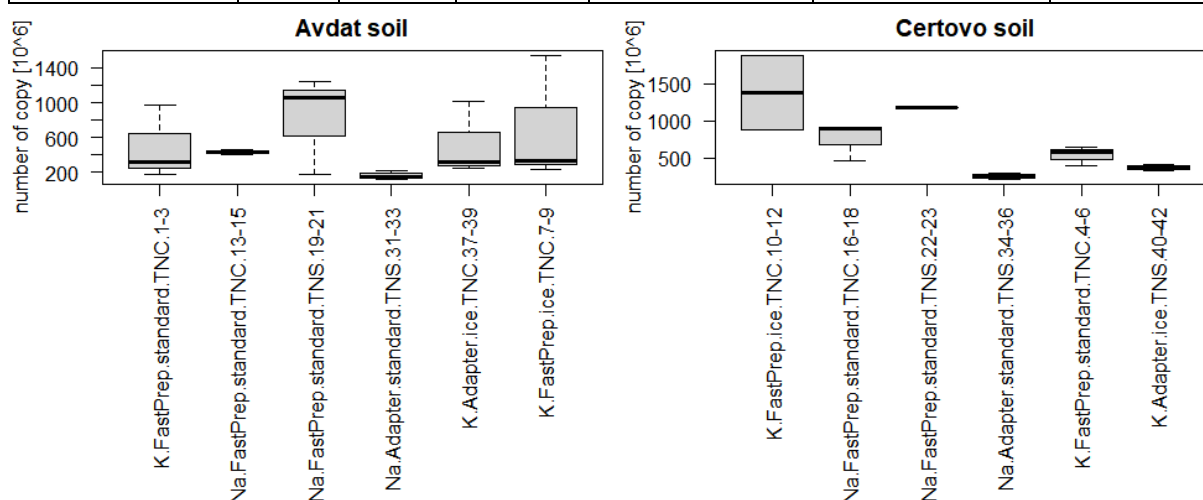 Avdat soil
number of copy [10^6]
1400
1000
600
200
K.FastPrep.standard.TNC.1-3
Na.FastPrep.standard.TNC.13-15
Na.FastPrep.standard.TNS.19-21
Na.Adapter.standard.TNS.31-33
K.Adapter.ice.TNC.37-39
K.FastPrep.ice.TNC.7-9
Certovo soil
number of copy [10^6]
1500
1000
500
K.FastPrep.ice.TNC.10-12
Na.FastPrep.standard.TNC.16-18
Na.FastPrep.standard.TNS.22-23
Na.Adapter.standard.TNS.34-36
K.FastPrep.standard.TNC.4-6
K.Adapter.ice.TNS.40-42